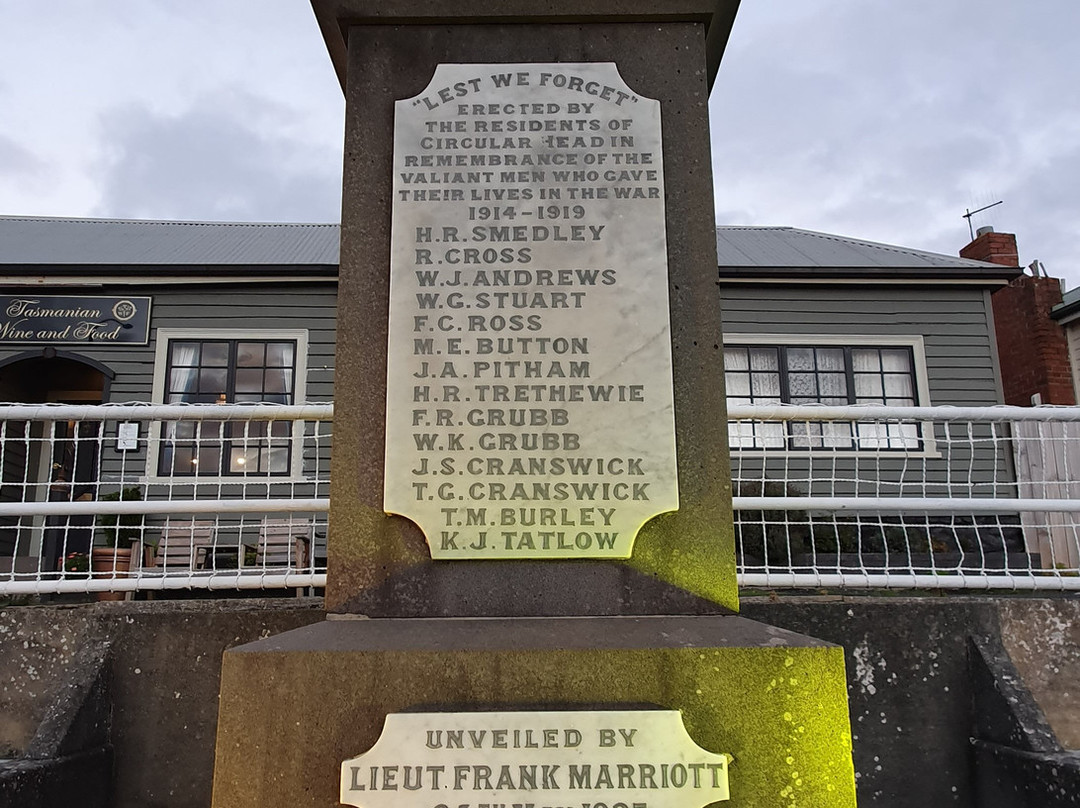 "LEST WE FORGET"
ERECTED BY
THE RESIDENTS OF
CIRCULAR HEAD IN
REMEMBRANCE OF THE
VALIANT MEN WHO GAVE
THEIR LIVES IN THE WAR
1914-1919
H.R. SMEDLEY
R. CROSS
W.J. ANDREWS
W.G. STUART
F.C. ROSS
M.E. BUTTON
J.A. PITHAM
H.R. TRETHEWIE
F.R. GRUBB
W.K. GRUBB
J.S. CRANSWICK
T.G. CRANSWICK
T.M. BURLEY
K.J. TATLOW
UNVEILED BY
LIEUT. FRANK MARRIOTT
Tasmanian
Wine and Food